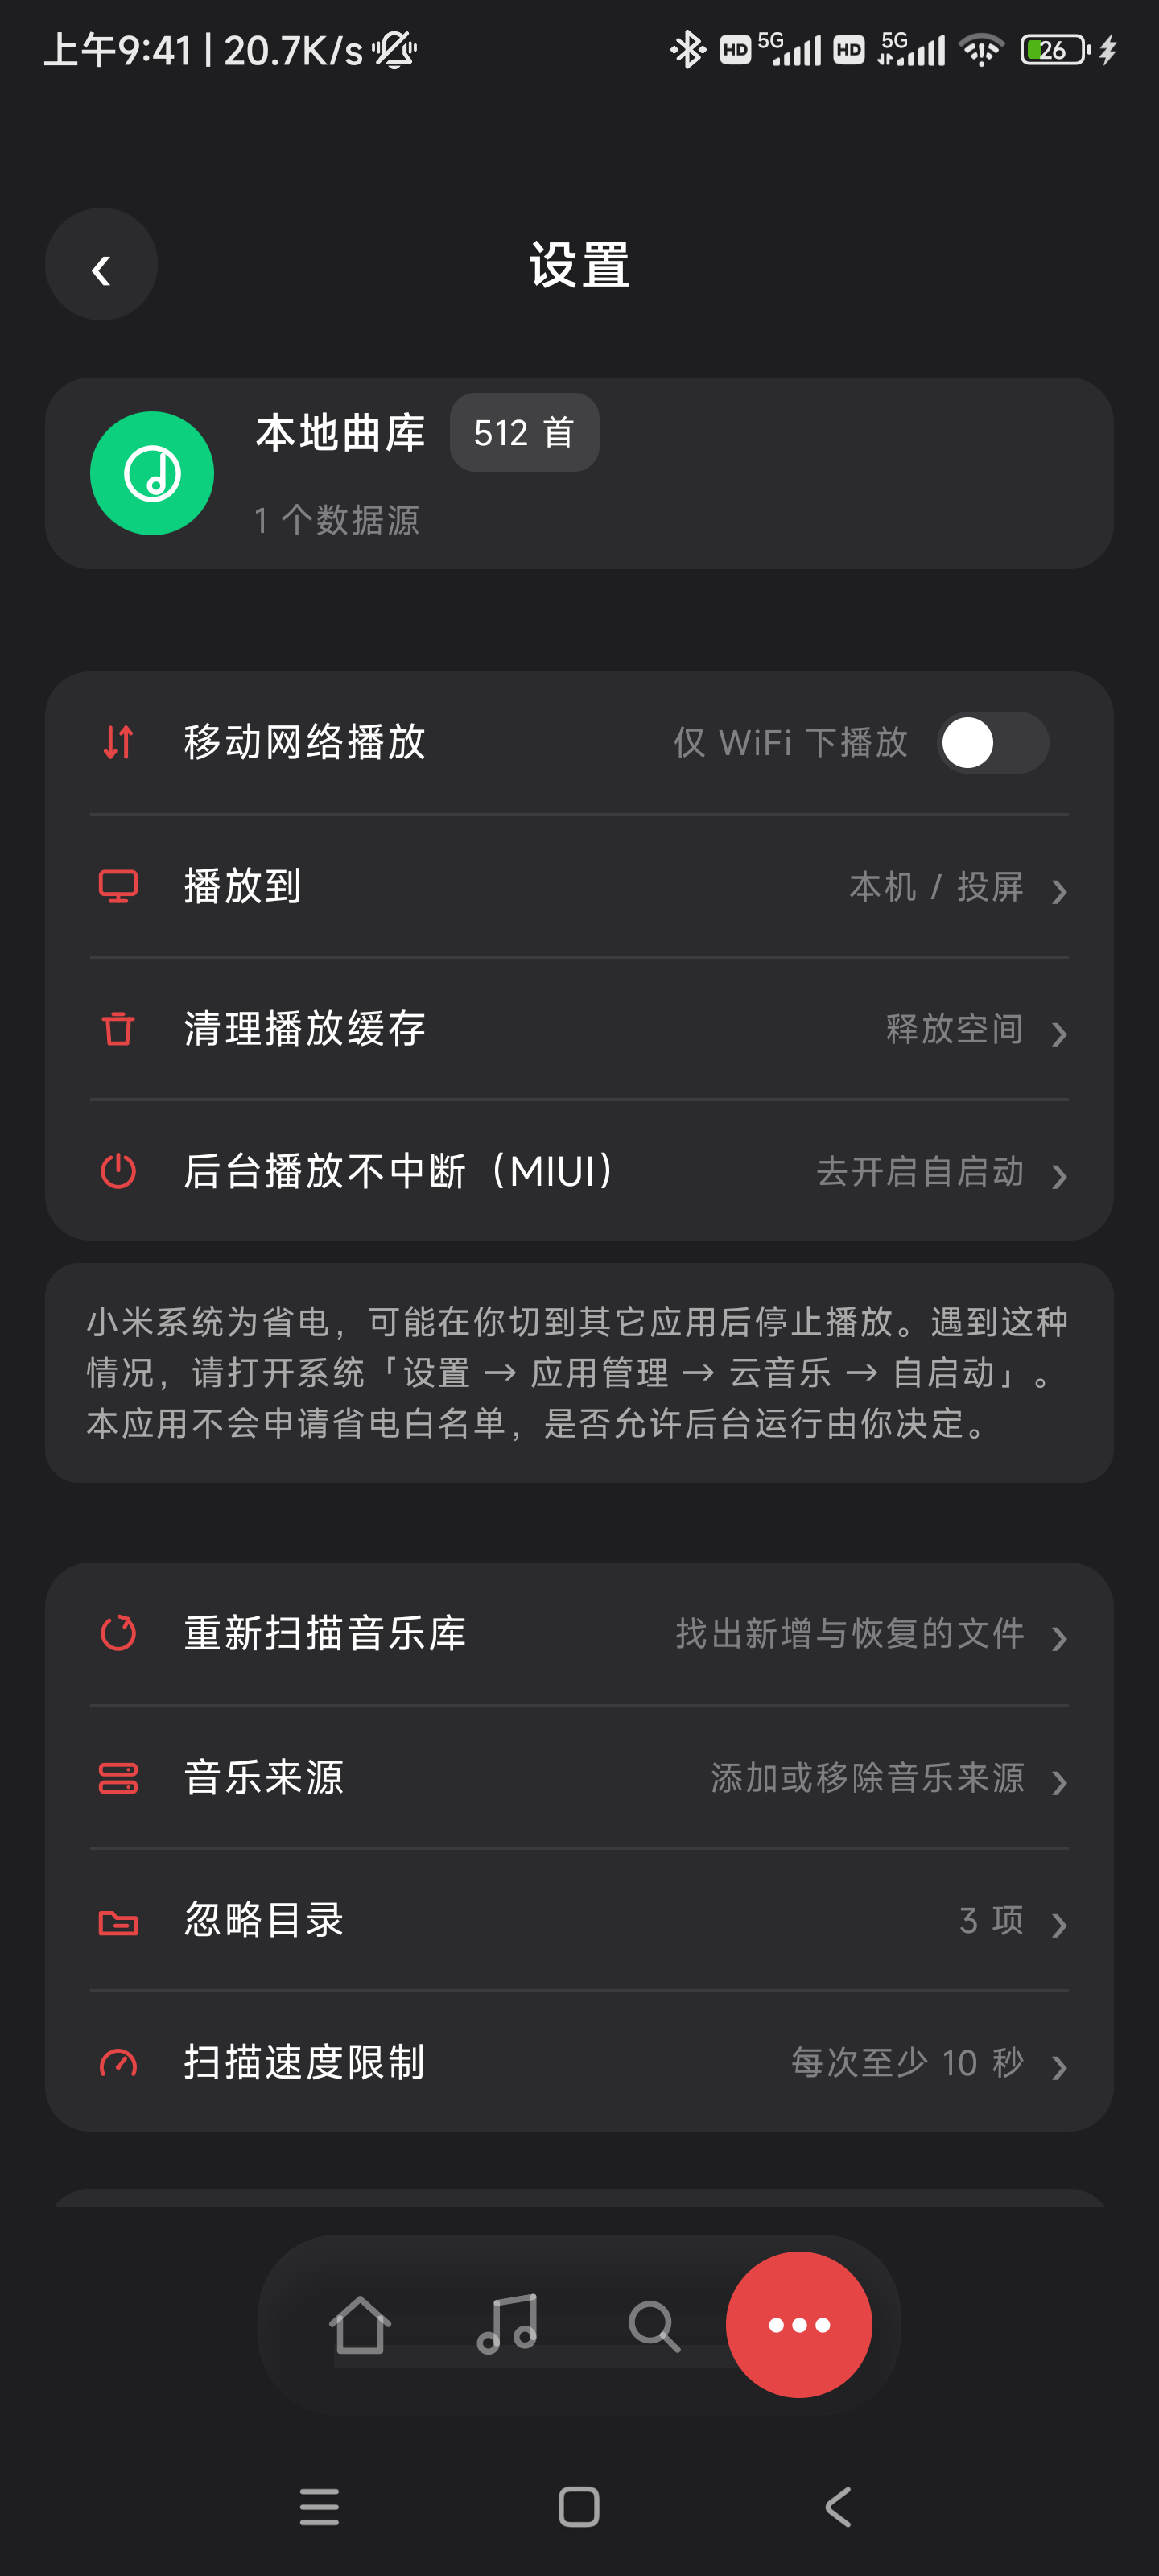 上午9:41 | 20.7K/s
HD 5G HD 5G 26
设置
本地曲库 512 首
1 个数据源
移动网络播放 仅 WiFi 下播放
播放到 本机 / 投屏
清理播放缓存 释放空间
后台播放不中断（MIUI） 去开启自启动
小米系统为省电，可能在你切到其它应用后停止播放。遇到这种
情况，请打开系统「设置 → 应用管理 → 云音乐 → 自启动」。
本应用不会申请省电白名单，是否允许后台运行由你决定。
重新扫描音乐库 找出新增与恢复的文件
音乐来源 添加或移除音乐来源
忽略目录 3 项
扫描速度限制 每次至少 10 秒